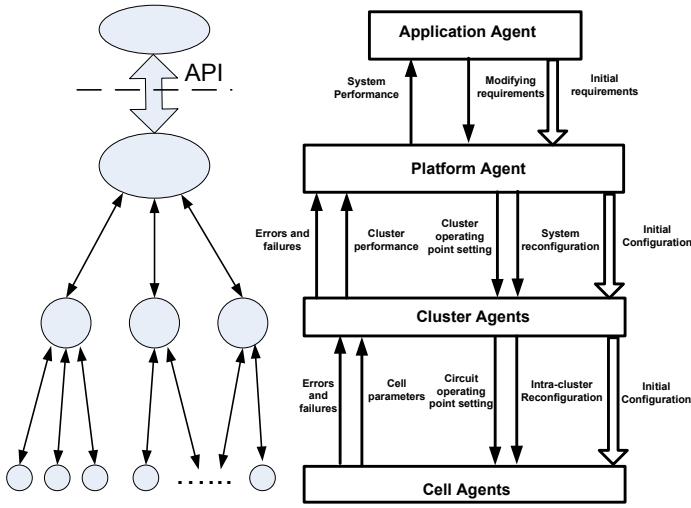 Application Agent
API
System
Performance
Modifying
requirements
Initial
requirements
Platform Agent
Errors and
failures
Cluster
performance
Cluster
operating
point setting
System
reconfiguration
Initial
Configuration
Cluster Agents
Errors
and
failures
Cell
parameters
Circuit
operating
point setting
Intra-cluster
Reconfiguration
Initial
Configuration
Cell Agents